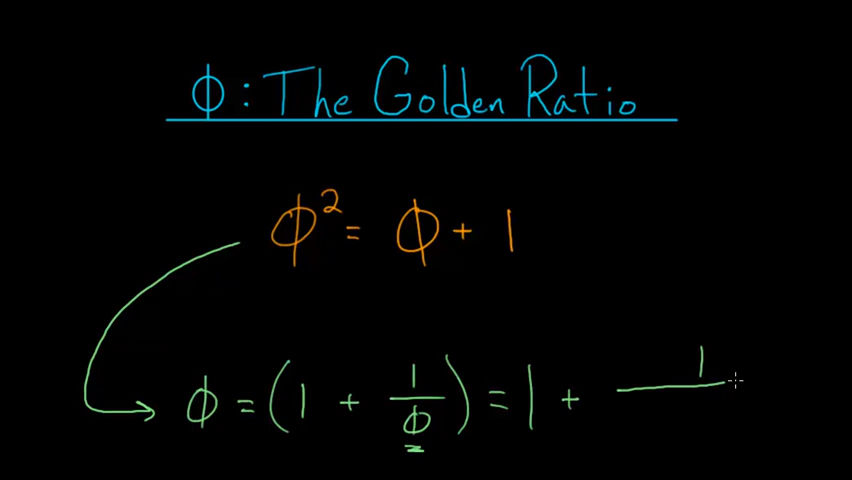 ϕ: The Golden Ratio
ϕ² = ϕ + 1
ϕ = (1 + 1/ϕ) = 1 + 1/